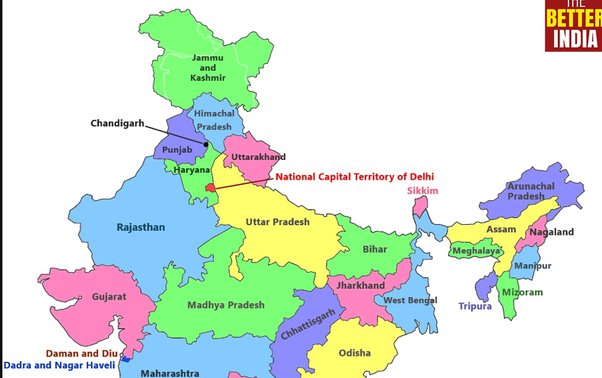 THE
BETTER
INDIA
Jammu
and
Kashmir
Himachal
Pradesh
Chandigarh
Punjab
Uttarakhand
Haryana
National Capital Territory of Delhi
Sikkim
Arunachal
Pradesh
Rajasthan
Uttar Pradesh
Assam
Nagaland
Bihar
Meghalaya
Manipur
Gujarat
Madhya Pradesh
Jharkhand
West Bengal
Mizoram
Tripura
Chhattisgarh
Daman and Diu
Odisha
Dadra and Nagar Haveli
Maharashtra